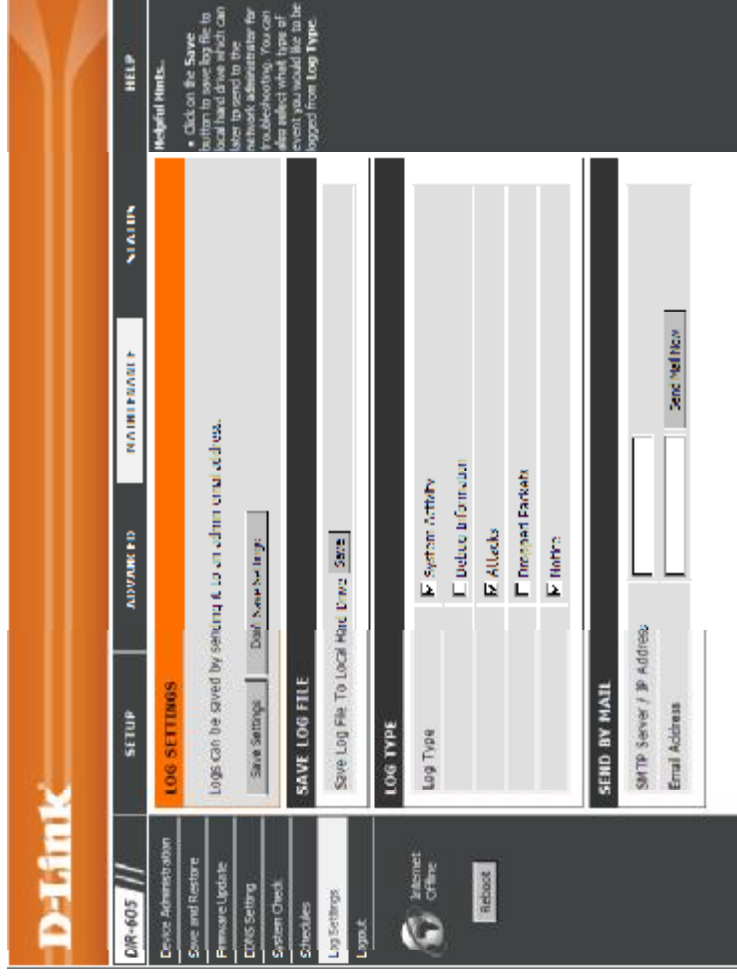 D-Link
DIR-605
SETUP
ADVANCED
MAINTENANCE
STATUS
HELP
Device Administration
Save and Restore
Firmware Update
DDNS Setting
System Check
Schedules
Log Settings
Logout
Internet
Offline
Reboot
LOG SETTINGS
Logs can be saved by sending it to an admin email address.
Save Settings
Don't Save Settings
SAVE LOG FILE
Save Log File To Local Hard Drive
Save
LOG TYPE
Log Type
System Activity
Debug Information
Attacks
Dropped Packets
Notice
SEND BY MAIL
SMTP Server / IP Address
Email Address
Send Mail Now
Helpful Hints..
• Click on the Save
button to save log file to
local hard drive which can
later to send to the
network administrator for
troubleshooting. You can
also select what type of
event you would like to be
logged from Log Type.